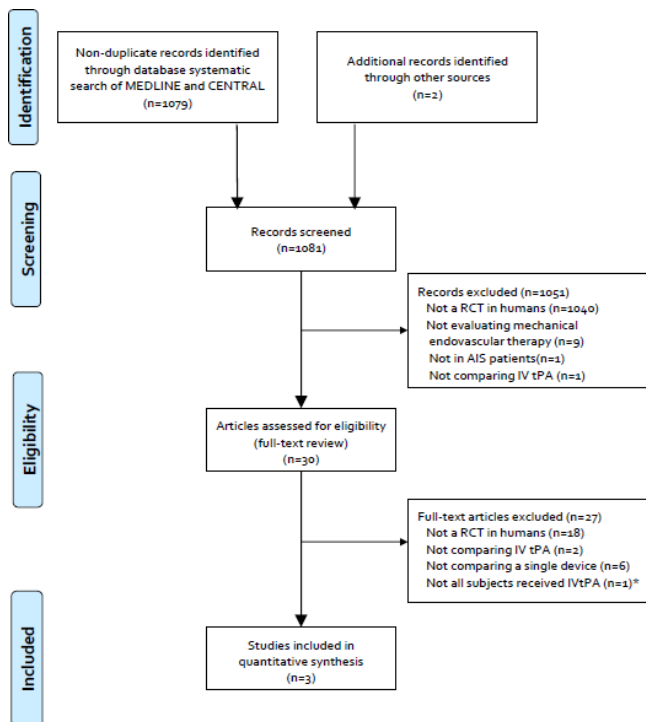 Identification
Non-duplicate records identified
through database systematic
search of MEDLINE and CENTRAL
(n=1079)
Additional records identified
through other sources
(n=2)
Screening
Records screened
(n=1081)
Records excluded (n=1051)
Not a RCT in humans (n=1040)
Not evaluating mechanical
endovascular therapy (n=9)
Not in AIS patients(n=1)
Not comparing IV tPA (n=1)
Eligibility
Articles assessed for eligibility
(full-text review)
(n=30)
Full-text articles excluded (n=27)
Not a RCT in humans (n=18)
Not comparing IV tPA (n=2)
Not comparing a single device (n=6)
Not all subjects received IVtPA (n=1)*
Included
Studies included in
quantitative synthesis
(n=3)